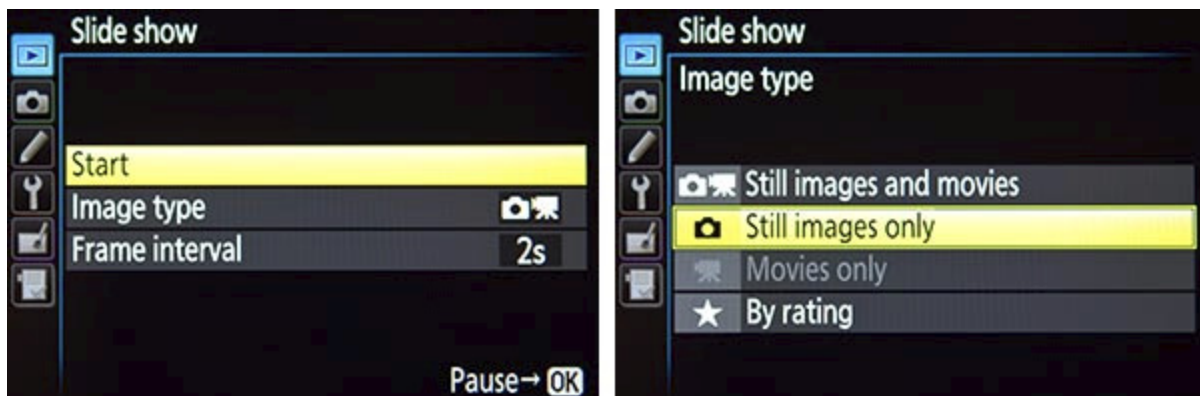 Slide show
Start
Image type
Frame interval 2s
Pause→ OK
Slide show
Image type
Still images and movies
Still images only
Movies only
By rating